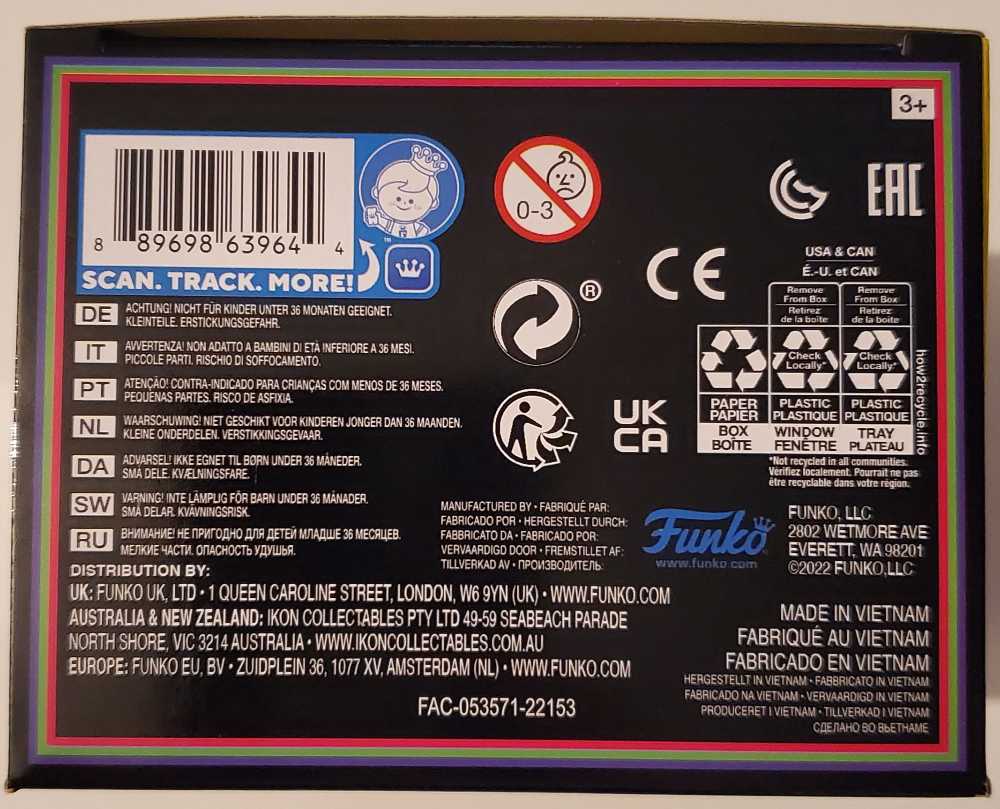 3+
8 89698 63964 4
™
SCAN. TRACK. MORE!
0-3
EAC
CE
®
UK
CA
USA & CAN
É.-U. et CAN
Remove
From Box
Retirez
de la boîte
Remove
From Box
Retirez
de la boîte
Check
Locally*
Check
Locally*
PAPER
PAPIER
PLASTIC
PLASTIQUE
PLASTIC
PLASTIQUE
BOX
BOÎTE
WINDOW
FENÊTRE
TRAY
PLATEAU
how2recycle.info
*Not recycled in all communities.
Vérifiez localement. Pourrait ne pas
être recyclable dans votre région.
DE ACHTUNG! NICHT FÜR KINDER UNTER 36 MONATEN GEEIGNET.
KLEINTEILE. ERSTICKUNGSGEFAHR.
IT AVVERTENZA! NON ADATTO A BAMBINI DI ETÀ INFERIORE A 36 MESI.
PICCOLE PARTI. RISCHIO DI SOFFOCAMENTO.
PT ATENÇÃO! CONTRA-INDICADO PARA CRIANÇAS COM MENOS DE 36 MESES.
PEQUENAS PARTES. RISCO DE ASFIXIA.
NL WAARSCHUWING! NIET GESCHIKT VOOR KINDEREN JONGER DAN 36 MAANDEN.
KLEINE ONDERDELEN. VERSTIKKINGSGEVAAR.
DA ADVARSEL! IKKE EGNET TIL BØRN UNDER 36 MÅNEDER.
SMÅ DELE. KVÆLNINGSFARE.
SW VARNING! INTE LÄMPLIG FÖR BARN UNDER 36 MÅNADER.
SMÅ DELAR. KVÄVNINGSRISK.
RU ВНИМАНИЕ! НЕ ПРИГОДНО ДЛЯ ДЕТЕЙ МЛАДШЕ 36 МЕСЯЦЕВ.
МЕЛКИЕ ЧАСТИ. ОПАСНОСТЬ УДУШЬЯ.
MANUFACTURED BY • FABRIQUÉ PAR:
FABRICADO POR • HERGESTELLT DURCH:
FABBRICATO DA • FABRICADO POR:
VERVAARDIGD DOOR • FREMSTILLET AF:
TILLVERKAD AV • ПРОИЗВОДИТЕЛЬ:
Funko
www.funko.com
FUNKO, LLC
2802 WETMORE AVE
EVERETT, WA 98201
©2022 FUNKO,LLC
DISTRIBUTION BY:
UK: FUNKO UK, LTD • 1 QUEEN CAROLINE STREET, LONDON, W6 9YN (UK) • WWW.FUNKO.COM
AUSTRALIA & NEW ZEALAND: IKON COLLECTABLES PTY LTD 49-59 SEABEACH PARADE
NORTH SHORE, VIC 3214 AUSTRALIA • WWW.IKONCOLLECTABLES.COM.AU
EUROPE: FUNKO EU, BV • ZUIDPLEIN 36, 1077 XV, AMSTERDAM (NL) • WWW.FUNKO.COM
FAC-053571-22153
MADE IN VIETNAM
FABRIQUÉ AU VIETNAM
FABRICADO EN VIETNAM
HERGESTELLT IN VIETNAM • FABBRICATO IN VIETNAM
FABRICADO NA VIETNAM • VERVAARDIGD IN VIETNAM
PRODUCERET I VIETNAM • TILLVERKAD I VIETNAM
СДЕЛАНО ВО ВЬЕТНАМЕ